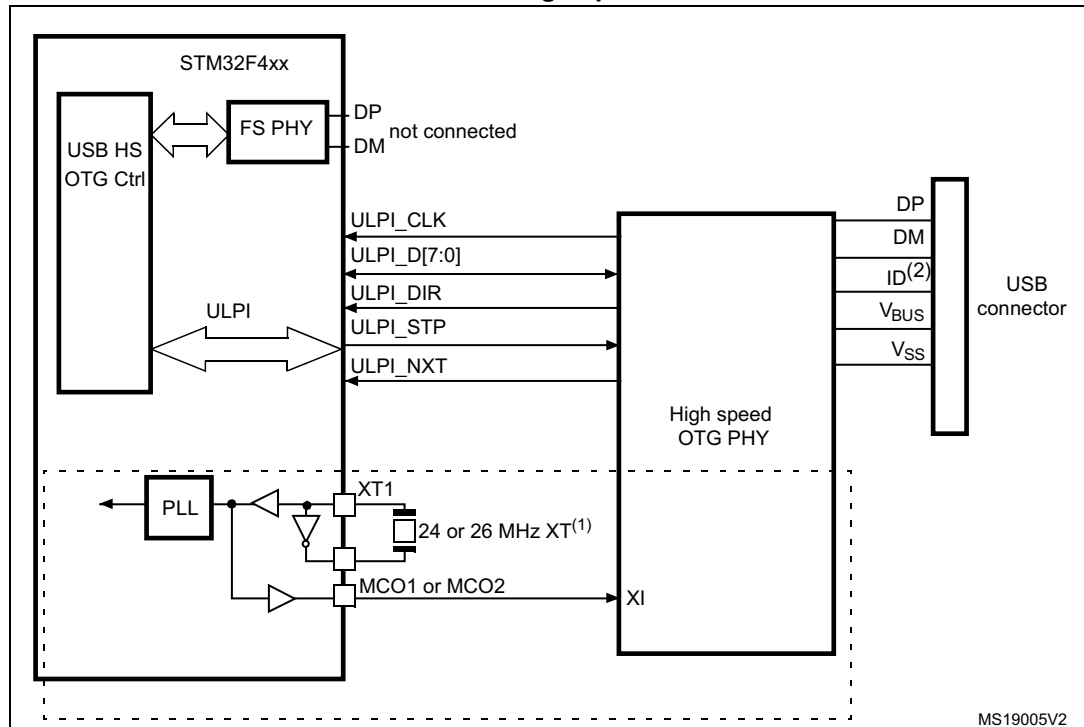 STM32F4xx
USB HS
OTG Ctrl
FS PHY
DP
DM
not connected
ULPI_CLK
ULPI_D[7:0]
ULPI_DIR
ULPI_STP
ULPI_NXT
ULPI
High speed
OTG PHY
DP
DM
ID(2)
VBUS
VSS
USB
connector
PLL
XT1
24 or 26 MHz XT(1)
MCO1 or MCO2
XI
MS19005V2